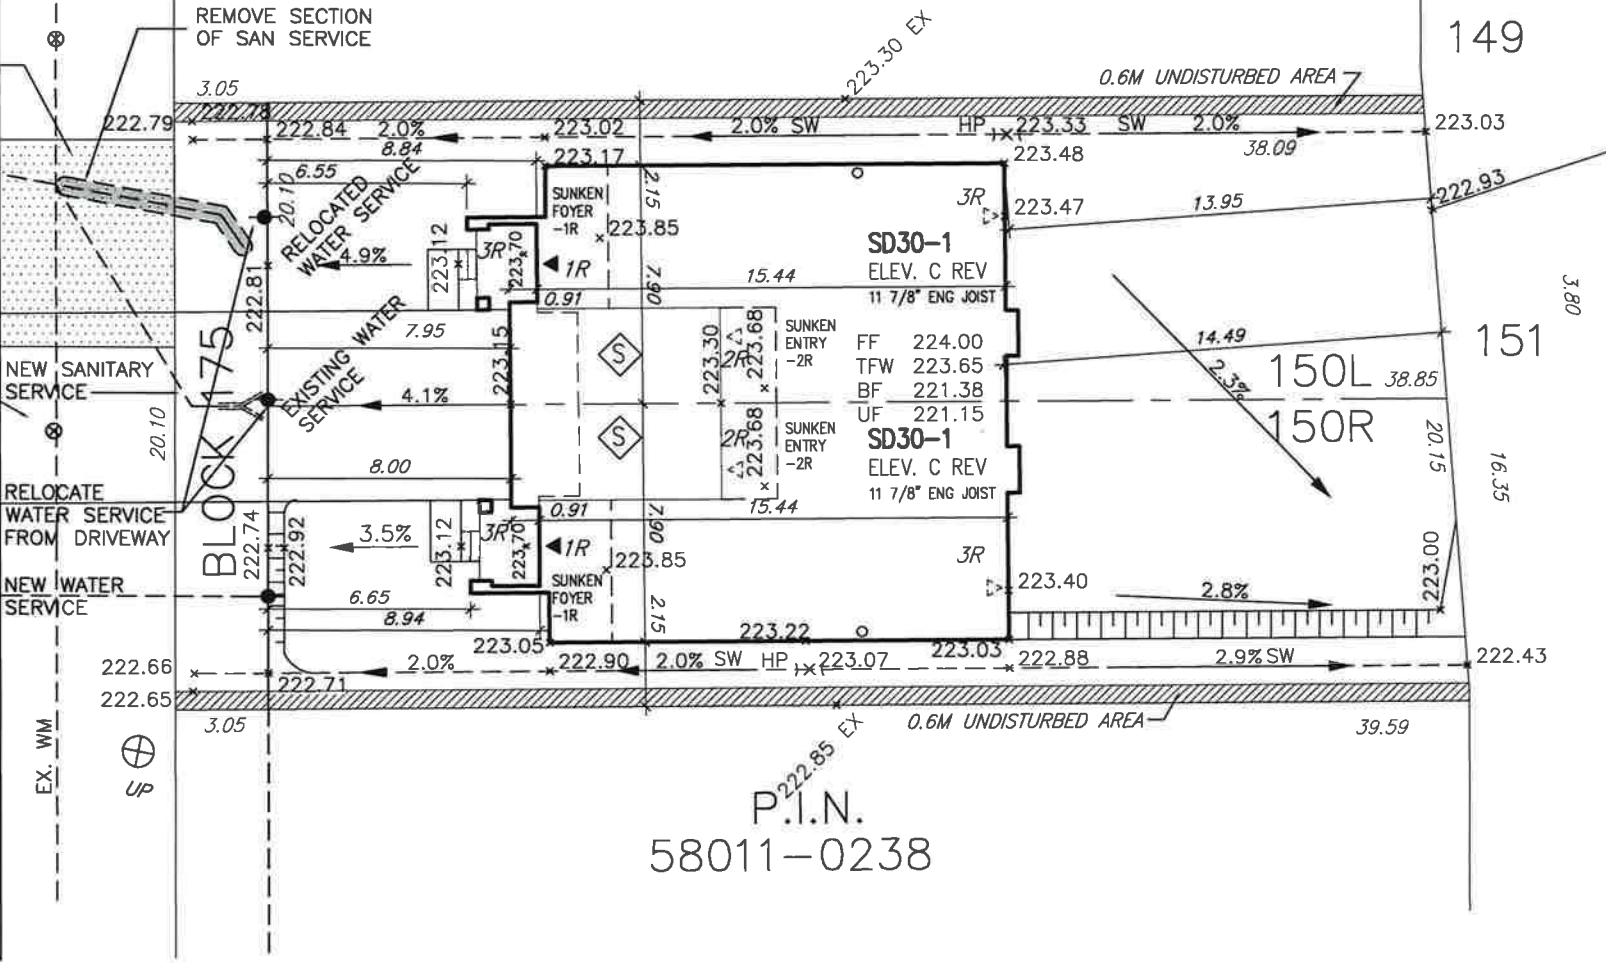 REMOVE SECTION
OF SAN SERVICE
223.30 EX
149
0.6M UNDISTURBED AREA
3.05
222.78
222.79
222.84 2.0%
223.02
2.0% SW
HP
223.33 SW 2.0%
223.03
8.84
223.17
223.48
38.09
6.55
20.10
RELOCATED
WATER SERVICE
SUNKEN
FOYER
-1R
2.15
3R
222.93
13.95
223.47
223.85
223.12
3R
223.70
1R
4.9%
222.81
SD30-1
ELEV. C REV
11 7/8" ENG JOIST
15.44
7.90
0.91
3.80
7.95
EXISTING WATER
SERVICE
223.15
S
223.30
2R
223.68
SUNKEN
ENTRY
-2R
FF 224.00
TFW 223.65
BF 221.38
UF 221.15
14.49
2.3%
151
150L
38.85
NEW SANITARY
SERVICE
4.1%
20.10
BLOCK 175
S
2R
223.68
SUNKEN
ENTRY
-2R
SD30-1
ELEV. C REV
11 7/8" ENG JOIST
150R
20.15
16.35
8.00
RELOCATE
WATER SERVICE
FROM DRIVEWAY
222.74
222.92
3.5%
223.12
3R
223.70
0.91
15.44
7.90
1R
223.85
3R
223.40
223.00
NEW WATER
SERVICE
SUNKEN
FOYER
-1R
2.8%
6.65
8.94
2.15
223.05
223.22
223.03
222.66
2.0%
222.90
2.0% SW HP
223.07
222.88
2.9% SW
222.43
222.71
222.65
3.05
0.6M UNDISTURBED AREA
39.59
EX. WM
UP
222.85 EX
P.I.N.
58011-0238